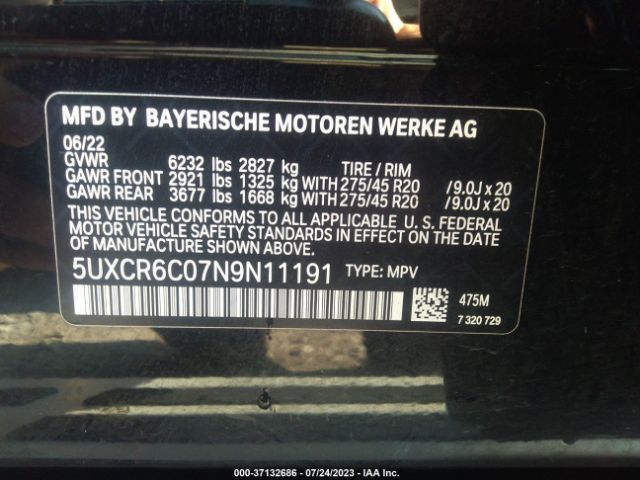 MFD BY BAYERISCHE MOTOREN WERKE AG
06/22
GVWR 6232 lbs 2827 kg TIRE / RIM
GAWR FRONT 2921 lbs 1325 kg WITH 275/45 R20 / 9.0J x 20
GAWR REAR 3677 lbs 1668 kg WITH 275/45 R20 / 9.0J x 20
THIS VEHICLE CONFORMS TO ALL APPLICABLE U. S. FEDERAL
MOTOR VEHICLE SAFETY STANDARDS IN EFFECT ON THE DATE
OF MANUFACTURE SHOWN ABOVE.
5UXCR6C07N9N11191 TYPE: MPV
475M
7 320 729
000-37132686 - 07/24/2023 - IAA Inc.